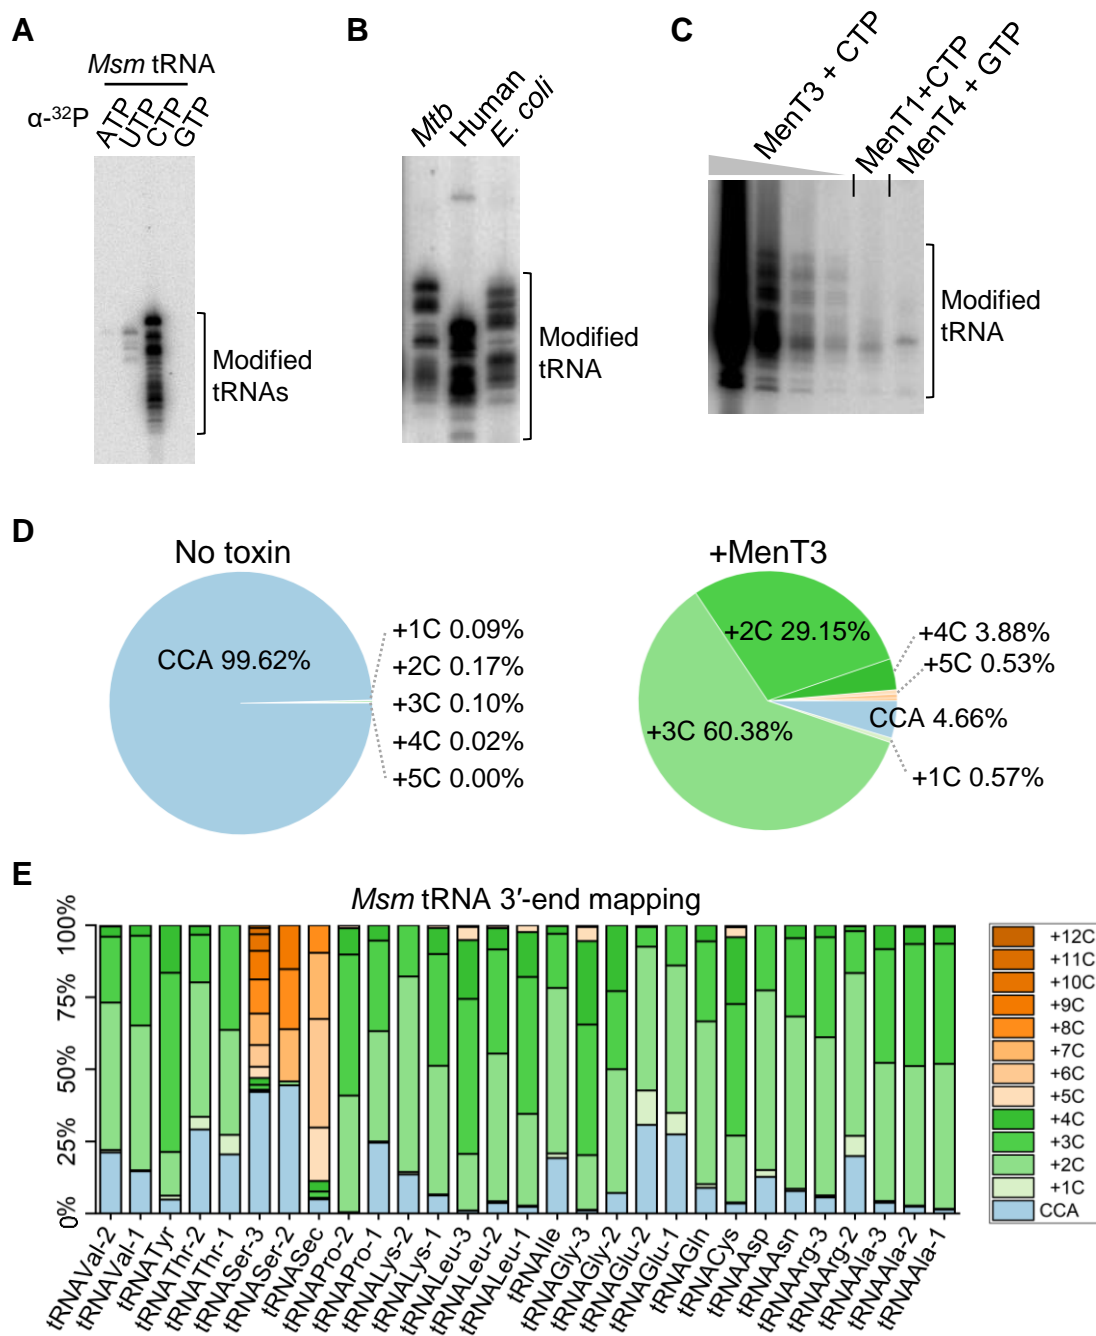 A
Msm tRNA
α-³²P
ATP
UTP
CTP
GTP
Modified
tRNAs
B
Mtb
Human
E. coli
Modified
tRNA
C
MenT3 + CTP
MenT1+CTP
MenT4 + GTP
Modified
tRNA
D
No toxin
CCA 99.62%
+1C 0.09%
+2C 0.17%
+3C 0.10%
+4C 0.02%
+5C 0.00%
+MenT3
+2C 29.15%
+4C 3.88%
+5C 0.53%
CCA 4.66%
+3C 60.38%
+1C 0.57%
E
Msm tRNA 3′-end mapping
100%
75%
50%
25%
0%
tRNAVal-2
tRNAVal-1
tRNATyr
tRNAThr-2
tRNAThr-1
tRNASer-3
tRNASer-2
tRNASec
tRNAPro-2
tRNAPro-1
tRNALys-2
tRNALys-1
tRNALeu-3
tRNALeu-2
tRNALeu-1
tRNAIle
tRNAGly-3
tRNAGly-2
tRNAGlu-2
tRNAGlu-1
tRNAGln
tRNACys
tRNAAsp
tRNAAsn
tRNAArg-3
tRNAArg-2
tRNAAla-3
tRNAAla-2
tRNAAla-1
+12C
+11C
+10C
+9C
+8C
+7C
+6C
+5C
+4C
+3C
+2C
+1C
CCA